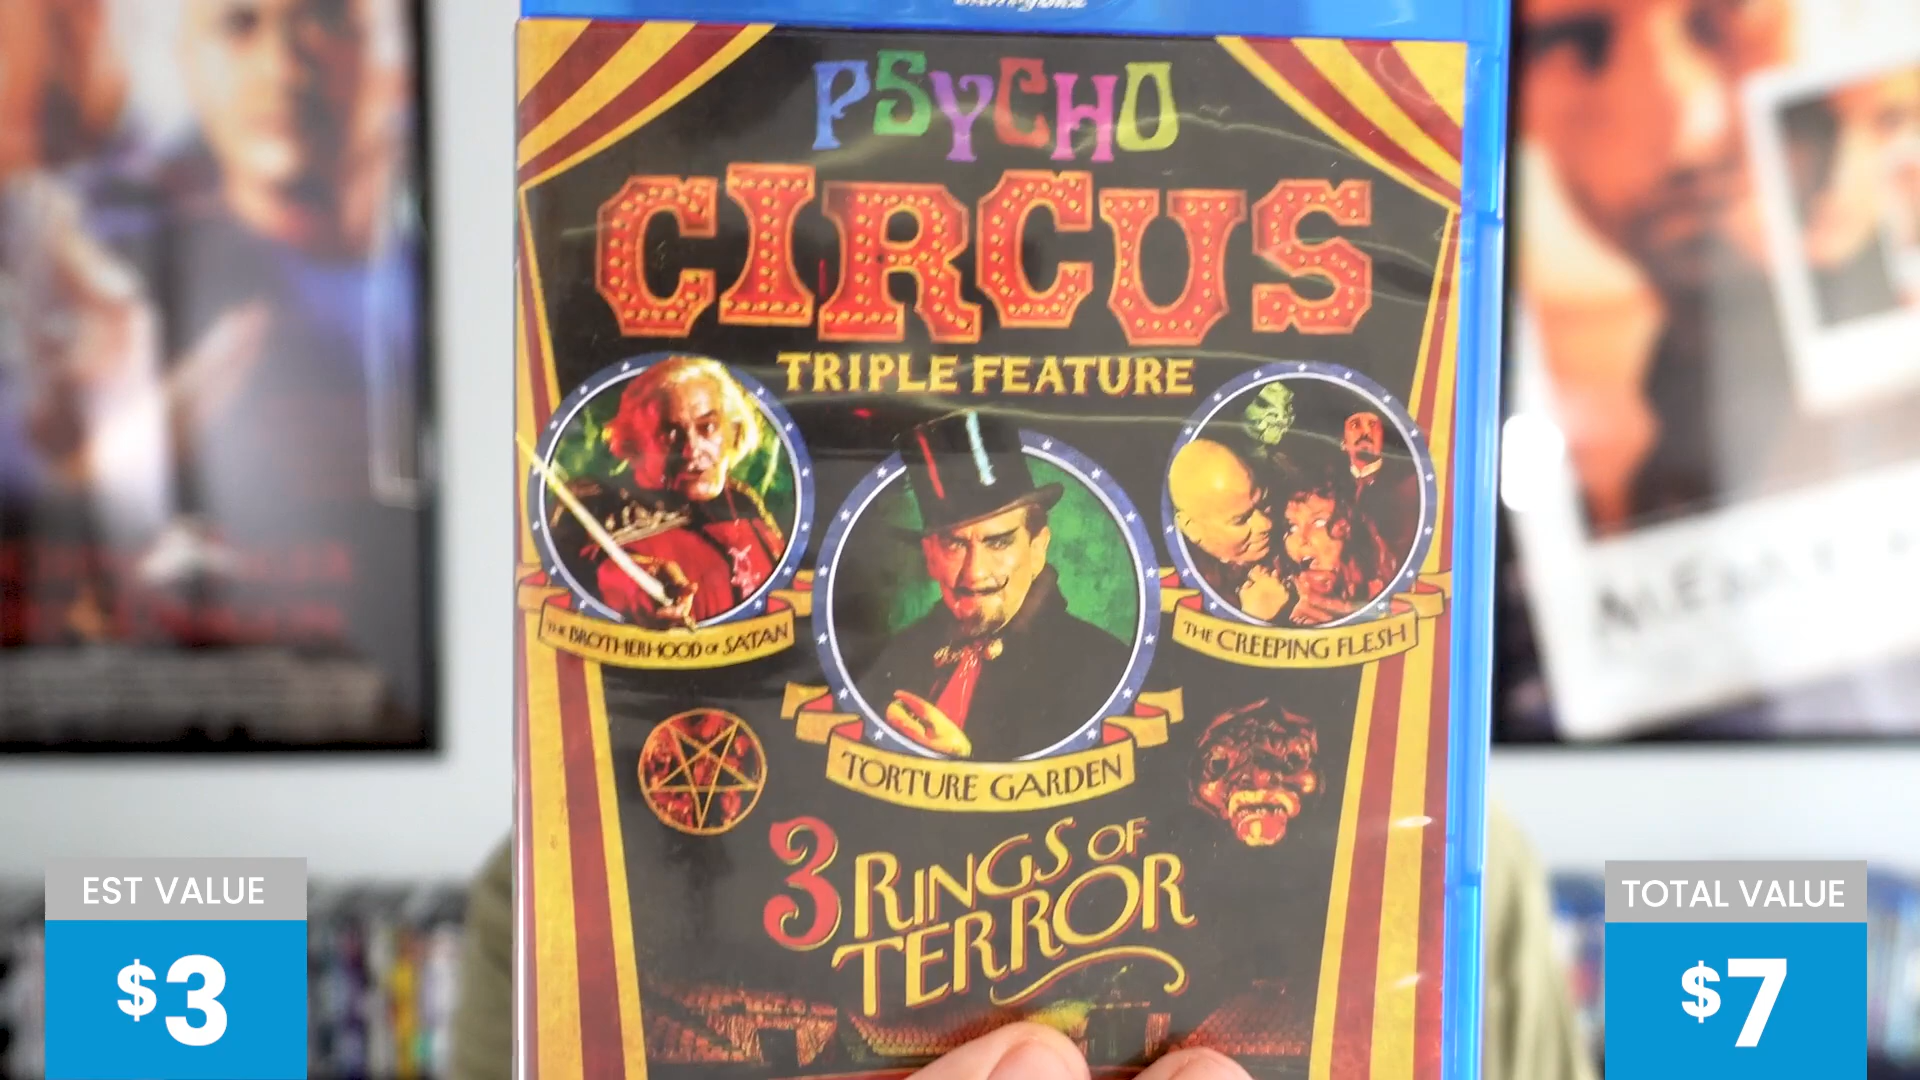 PSYCHO
CIRCUS
TRIPLE FEATURE
THE BROTHERHOOD OF SATAN
THE CREEPING FLESH
TORTURE GARDEN
3 RINGS OF
TERROR
EST VALUE
$3
TOTAL VALUE
$7